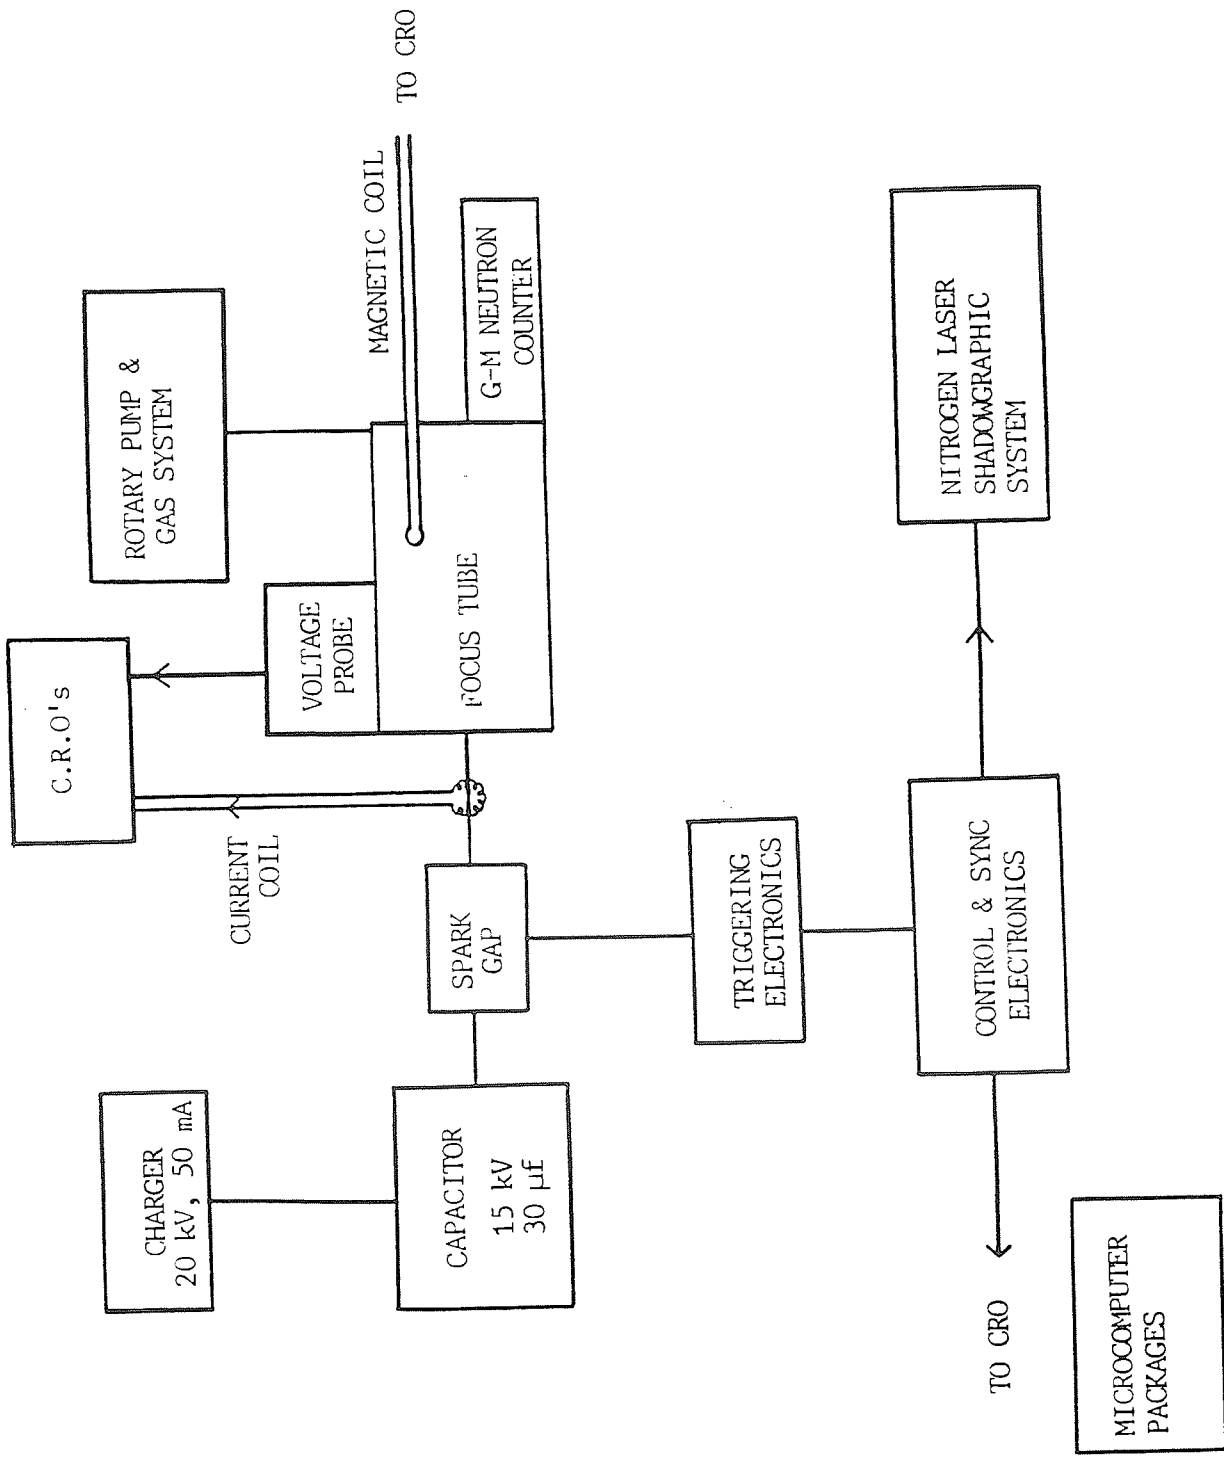 CHARGER
20 kV, 50 mA
C.R.O's
ROTARY PUMP &
GAS SYSTEM
CURRENT
COIL
VOLTAGE
PROBE
MAGNETIC COIL
TO CRO
CAPACITOR
15 kV
30 µf
SPARK
GAP
FOCUS TUBE
G-M NEUTRON
COUNTER
TRIGGERING
ELECTRONICS
TO CRO
CONTROL & SYNC
ELECTRONICS
NITROGEN LASER
SHADOWGRAPHIC
SYSTEM
MICROCOMPUTER
PACKAGES